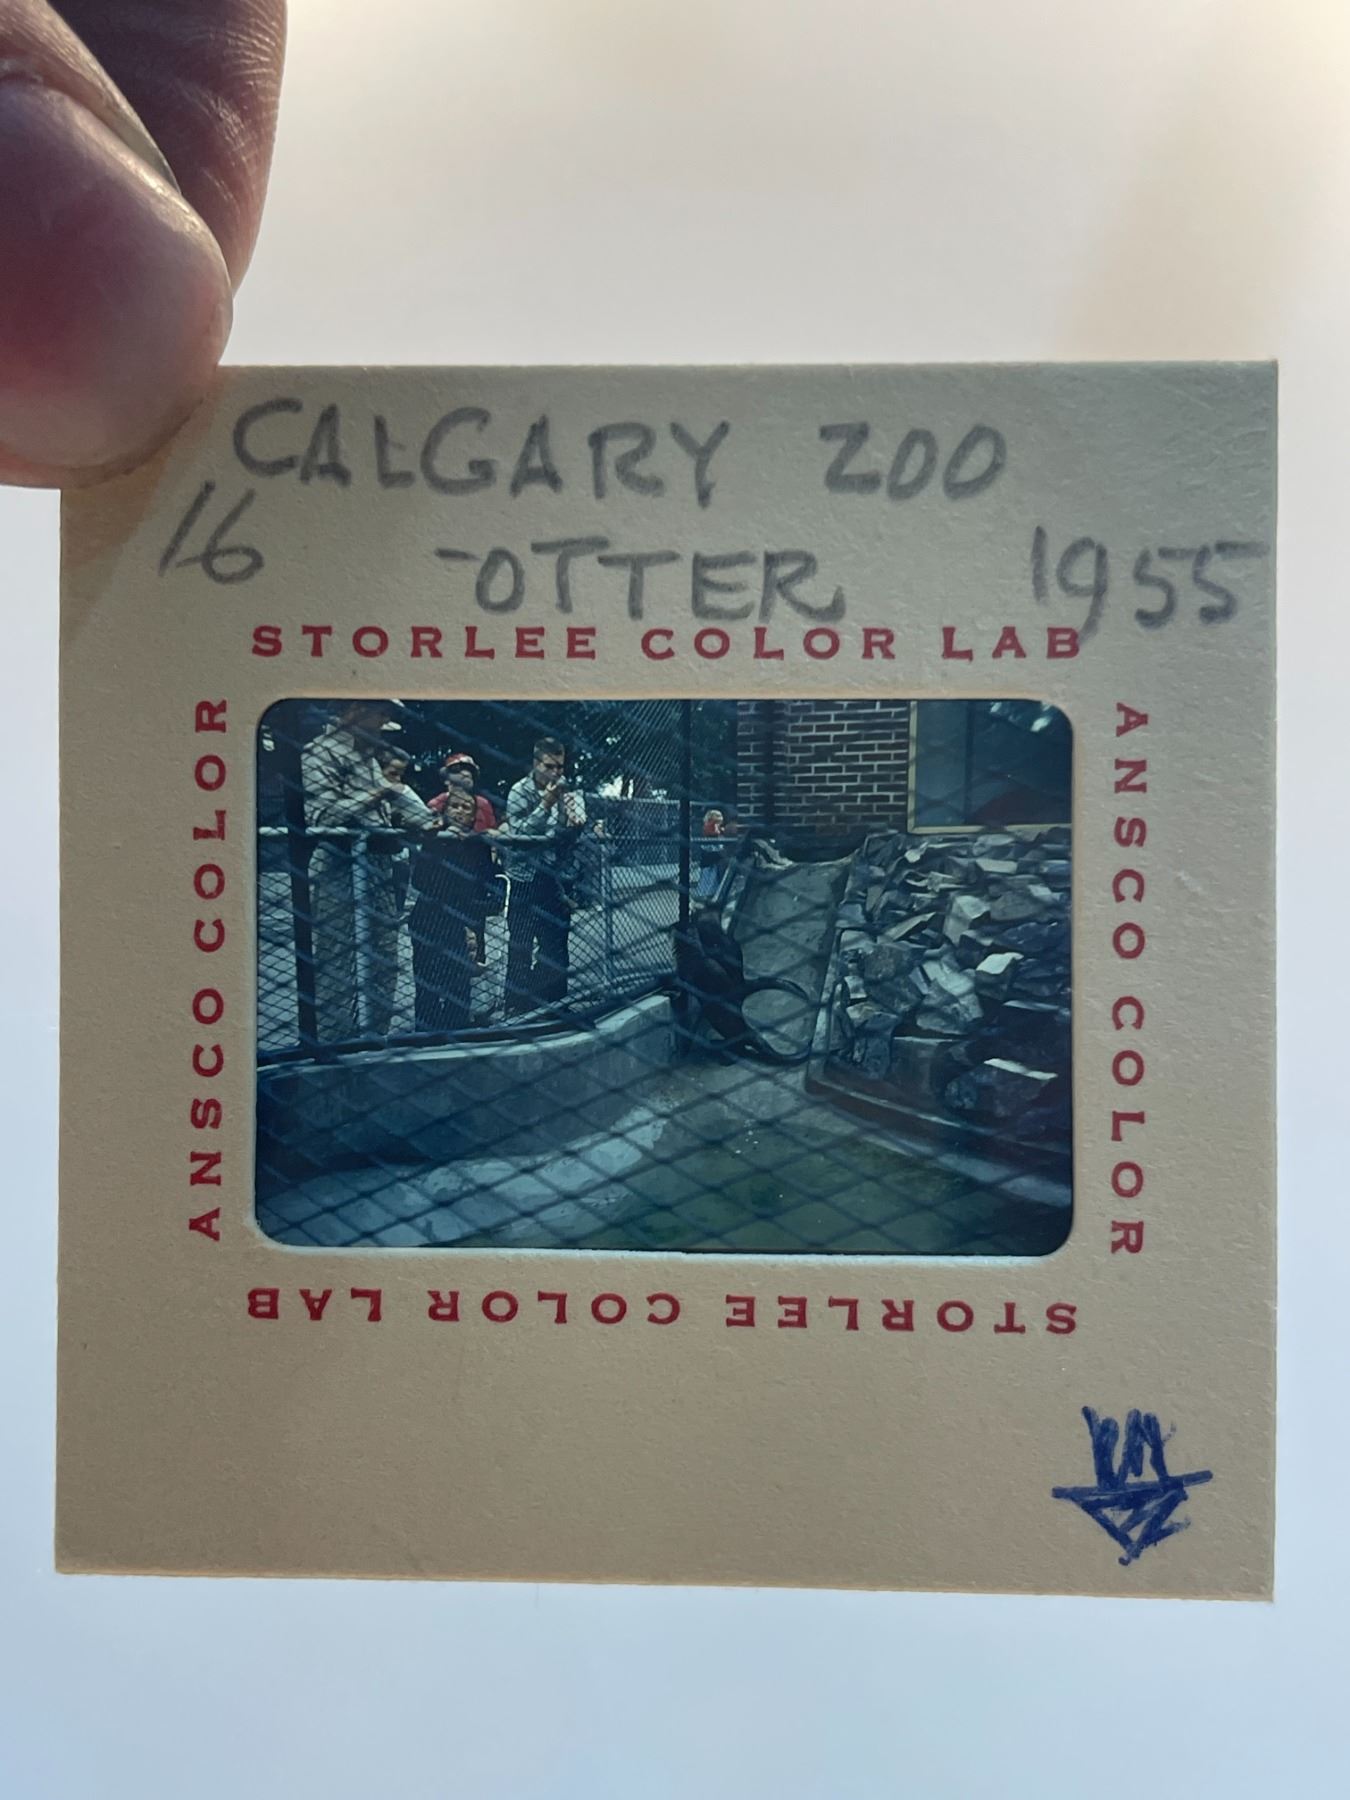 CALGARY ZOO
16 -OTTER 1955
STORLEE COLOR LAB
ANSCO COLOR
ANSCO COLOR
STORLEE COLOR LAB